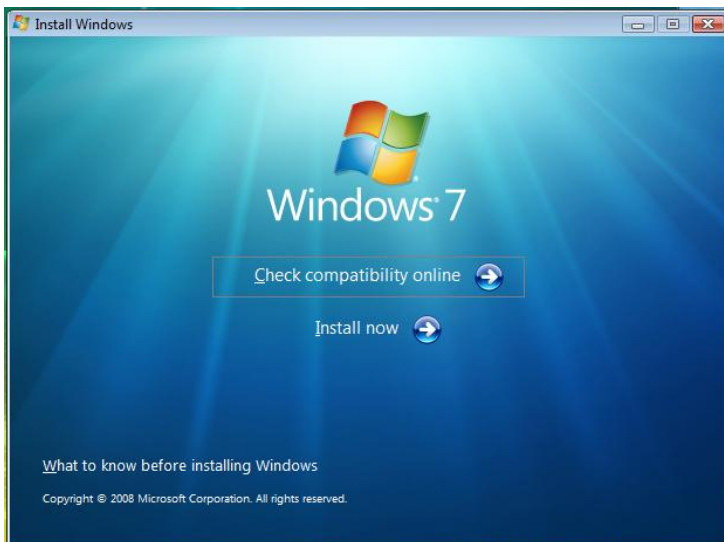 Install Windows
Windows® 7
Check compatibility online
Install now
What to know before installing Windows
Copyright © 2008 Microsoft Corporation. All rights reserved.